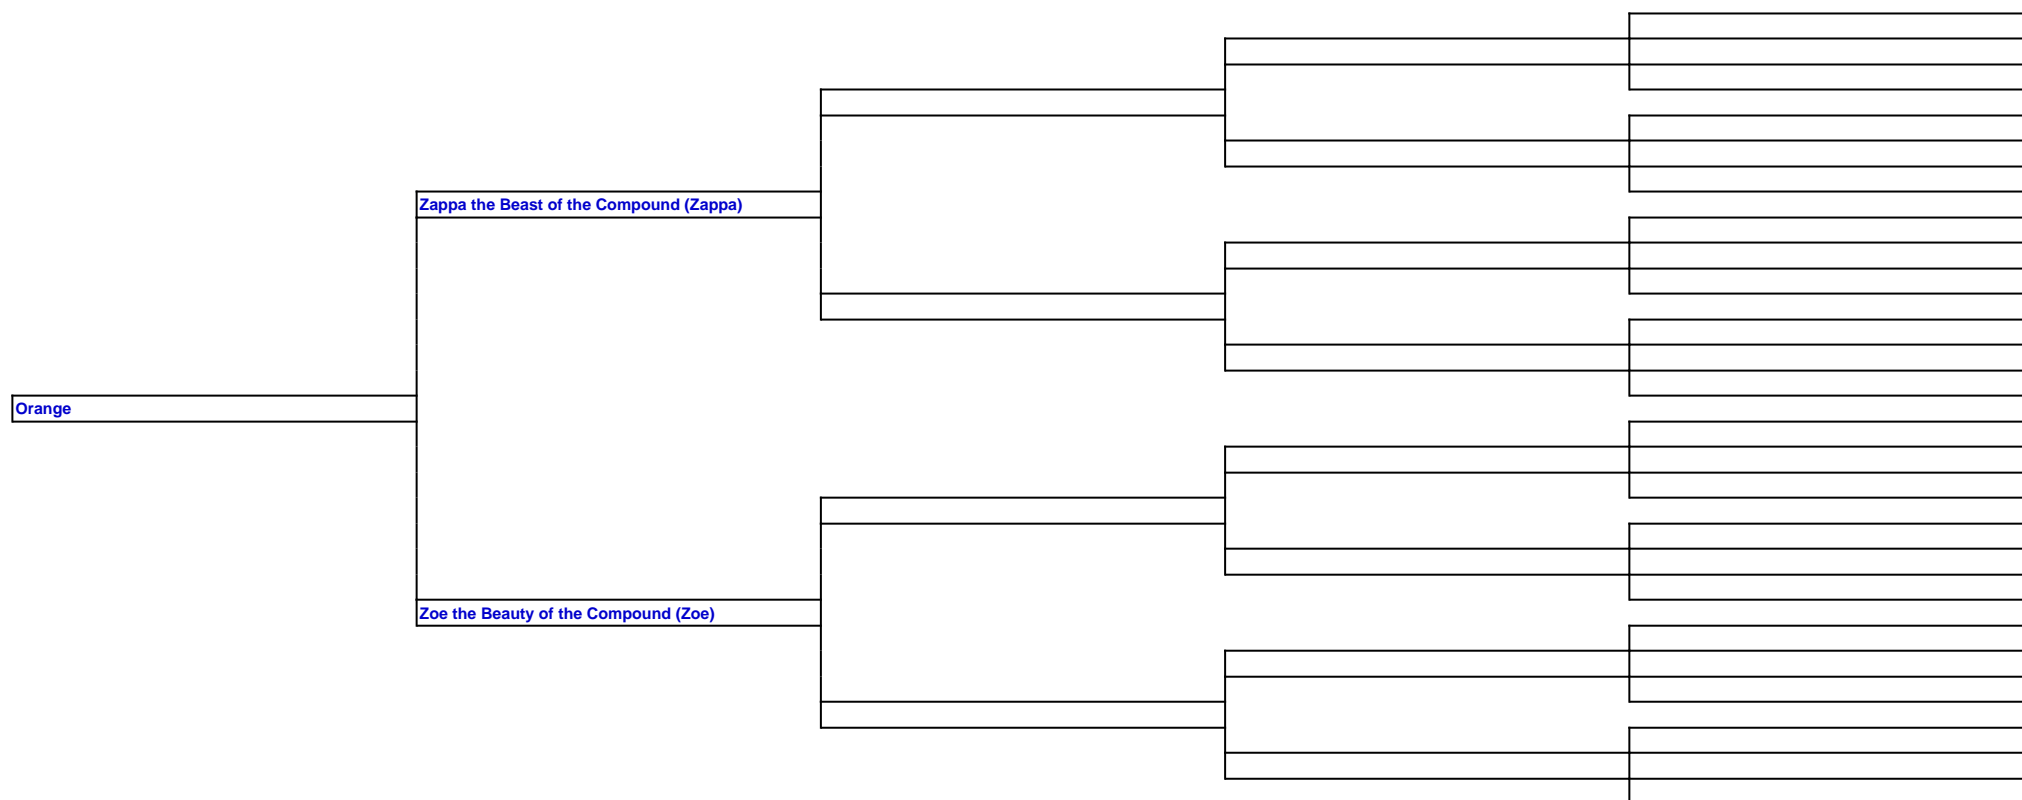 Zappa the Beast of the Compound (Zappa)
Orange
Zoe the Beauty of the Compound (Zoe)